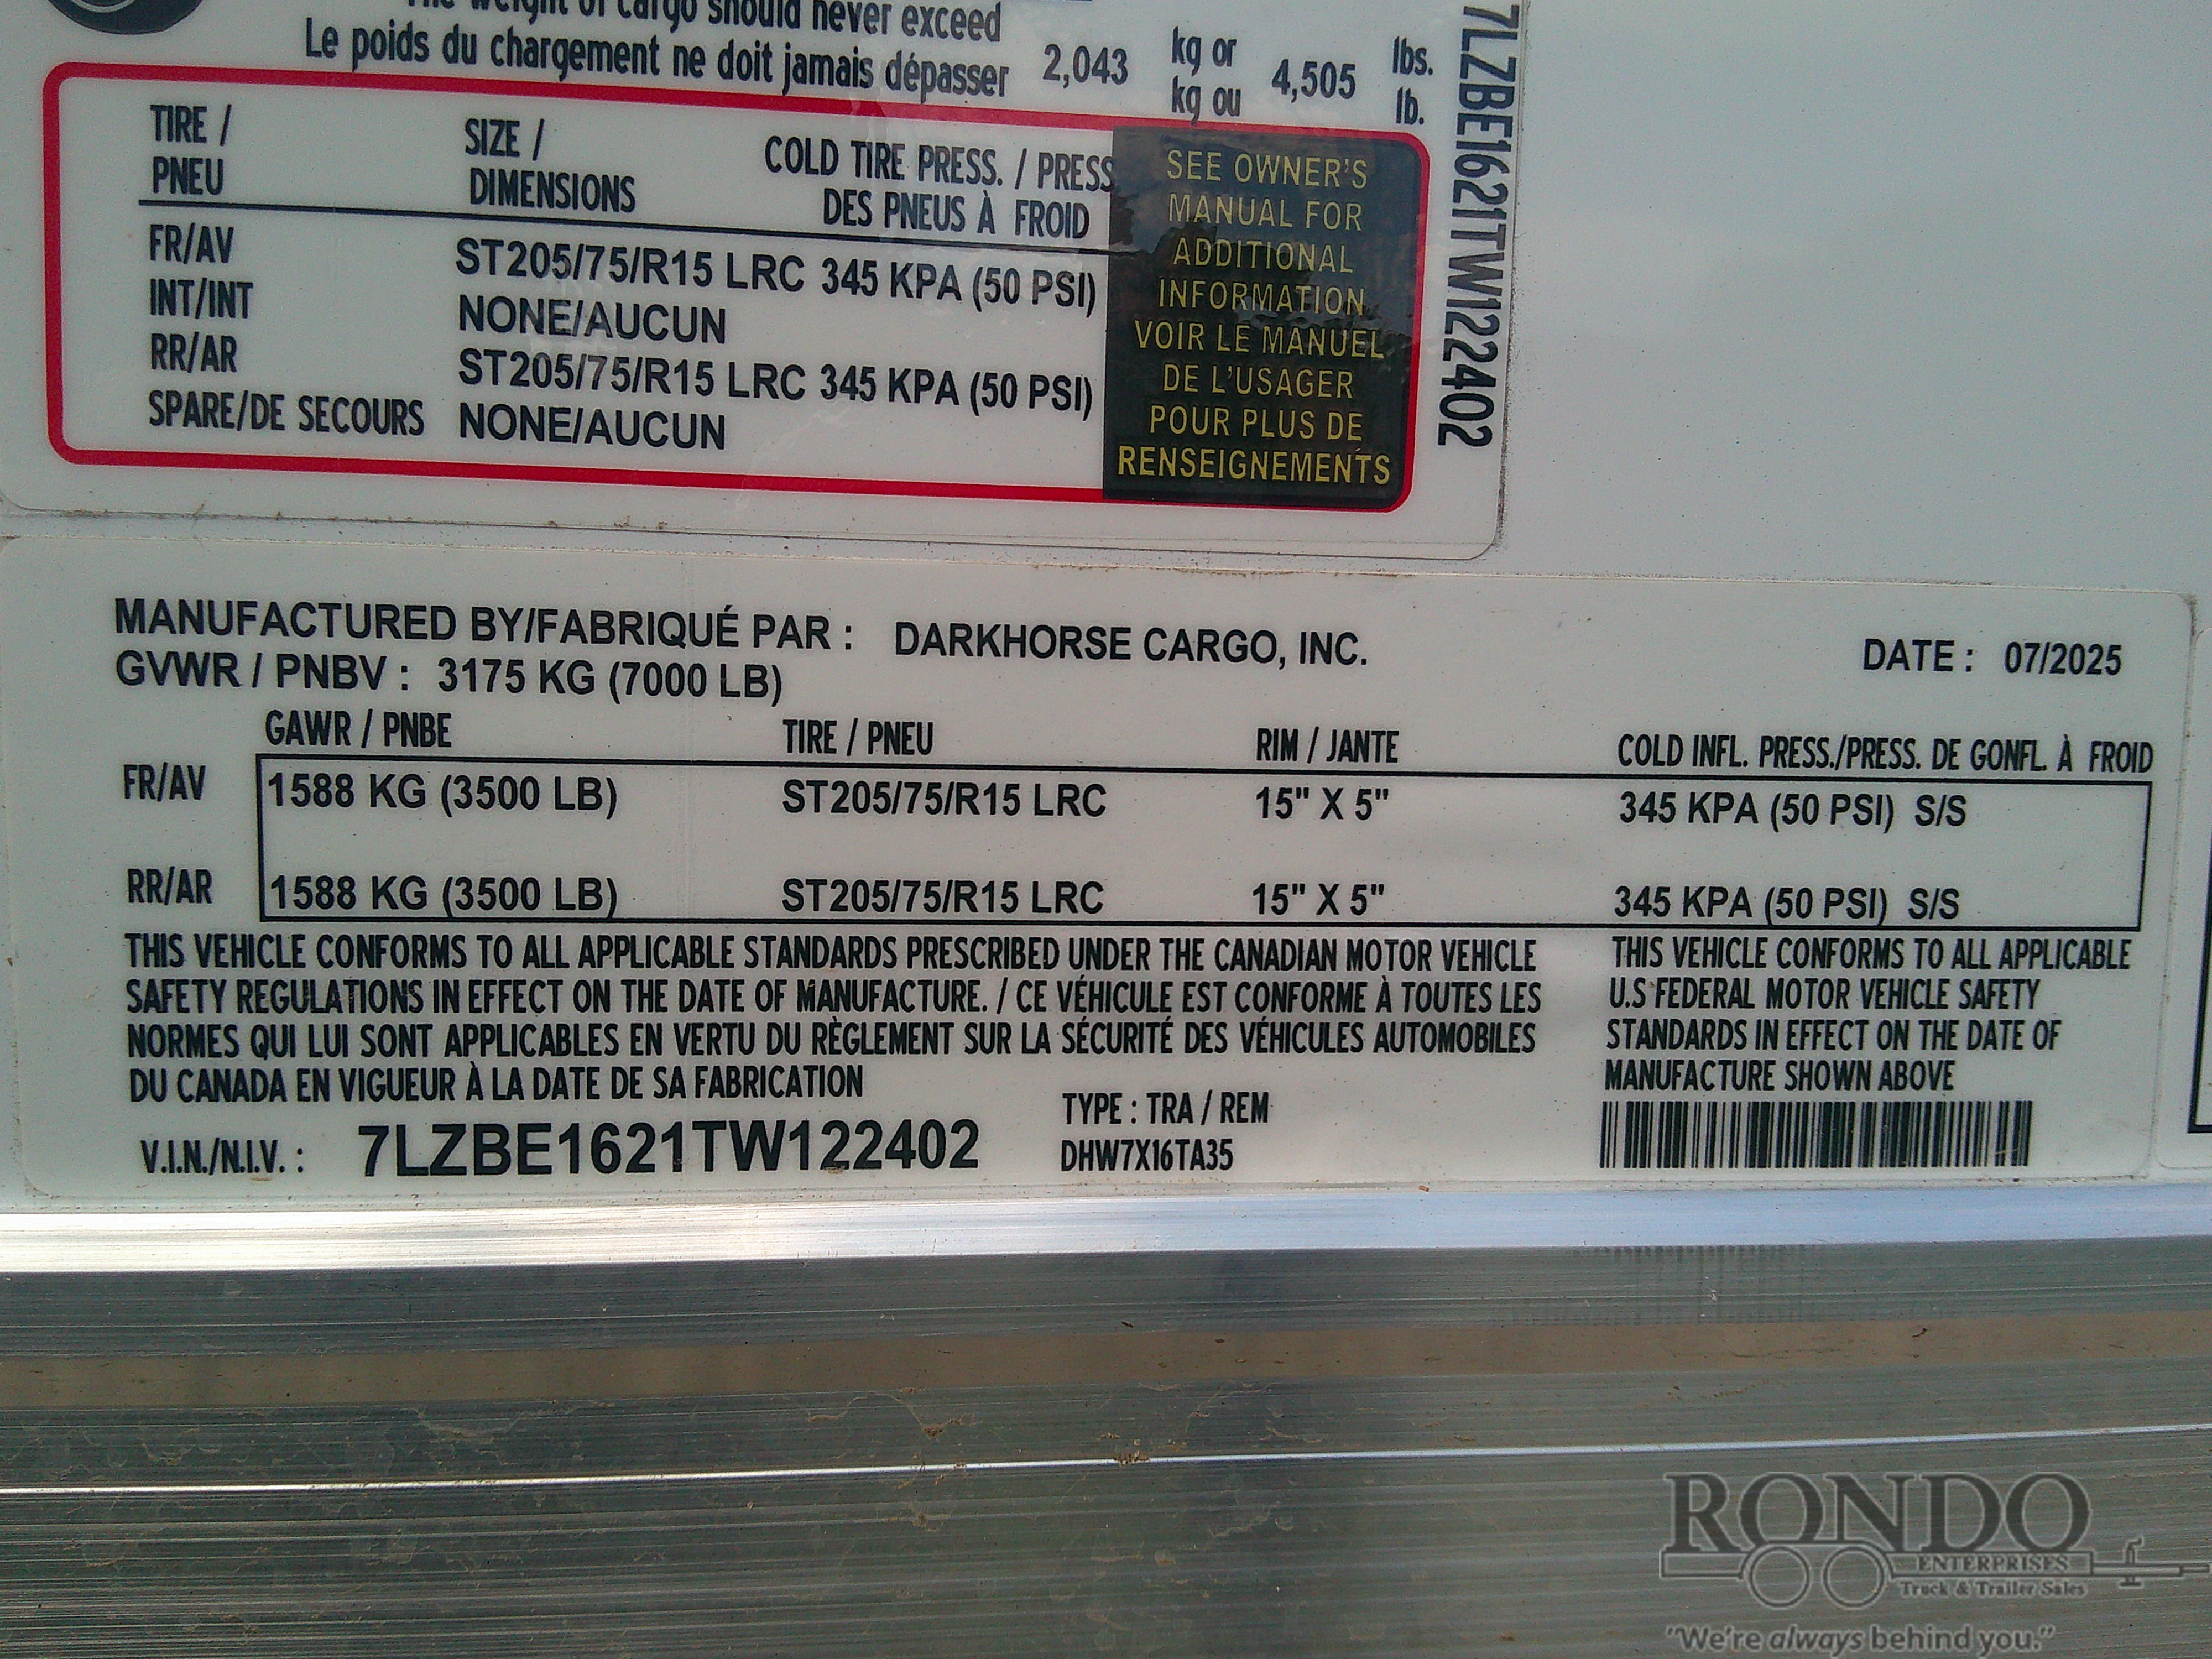 The weight of cargo should never exceed
Le poids du chargement ne doit jamais dépasser 2,043 kg or 4,505 lbs.
kg ou lb.
TIRE / SIZE / COLD TIRE PRESS. / PRESS
PNEU DIMENSIONS DES PNEUS À FROID
FR/AV ST205/75/R15 LRC 345 KPA (50 PSI)
INT/INT NONE/AUCUN
RR/AR ST205/75/R15 LRC 345 KPA (50 PSI)
SPARE/DE SECOURS NONE/AUCUN
SEE OWNER'S
MANUAL FOR
ADDITIONAL
INFORMATION
VOIR LE MANUEL
DE L'USAGER
POUR PLUS DE
RENSEIGNEMENTS
7LZBE1621TW122402
MANUFACTURED BY/FABRIQUÉ PAR : DARKHORSE CARGO, INC. DATE : 07/2025
GVWR / PNBV : 3175 KG (7000 LB)
GAWR / PNBE TIRE / PNEU RIM / JANTE COLD INFL. PRESS./PRESS. DE GONFL. À FROID
FR/AV 1588 KG (3500 LB) ST205/75/R15 LRC 15" X 5" 345 KPA (50 PSI) S/S
RR/AR 1588 KG (3500 LB) ST205/75/R15 LRC 15" X 5" 345 KPA (50 PSI) S/S
THIS VEHICLE CONFORMS TO ALL APPLICABLE STANDARDS PRESCRIBED UNDER THE CANADIAN MOTOR VEHICLE
SAFETY REGULATIONS IN EFFECT ON THE DATE OF MANUFACTURE. / CE VÉHICULE EST CONFORME À TOUTES LES
NORMES QUI LUI SONT APPLICABLES EN VERTU DU RÈGLEMENT SUR LA SÉCURITÉ DES VÉHICULES AUTOMOBILES
DU CANADA EN VIGUEUR À LA DATE DE SA FABRICATION
THIS VEHICLE CONFORMS TO ALL APPLICABLE
U.S FEDERAL MOTOR VEHICLE SAFETY
STANDARDS IN EFFECT ON THE DATE OF
MANUFACTURE SHOWN ABOVE
V.I.N./N.I.V. : 7LZBE1621TW122402
TYPE : TRA / REM
DHW7X16TA35
RONDO
ENTERPRISES
Truck & Trailer Sales
"We're always behind you."